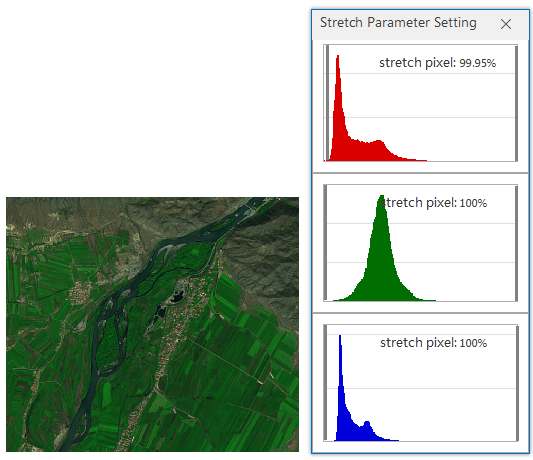 Stretch Parameter Setting
stretch pixel: 99.95%
stretch pixel: 100%
stretch pixel: 100%